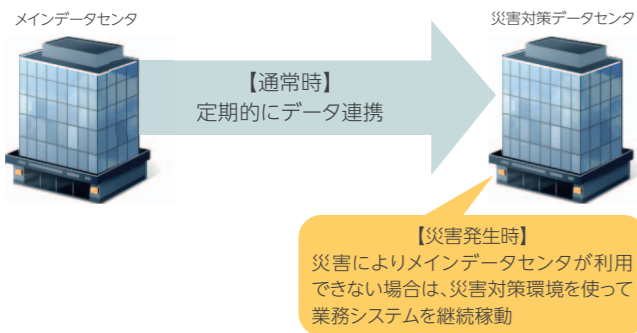 メインデータセンタ
災害対策データセンタ
【通常時】
定期的にデータ連携
【災害発生時】
災害によりメインデータセンタが利用
できない場合は、災害対策環境を使って
業務システムを継続稼動